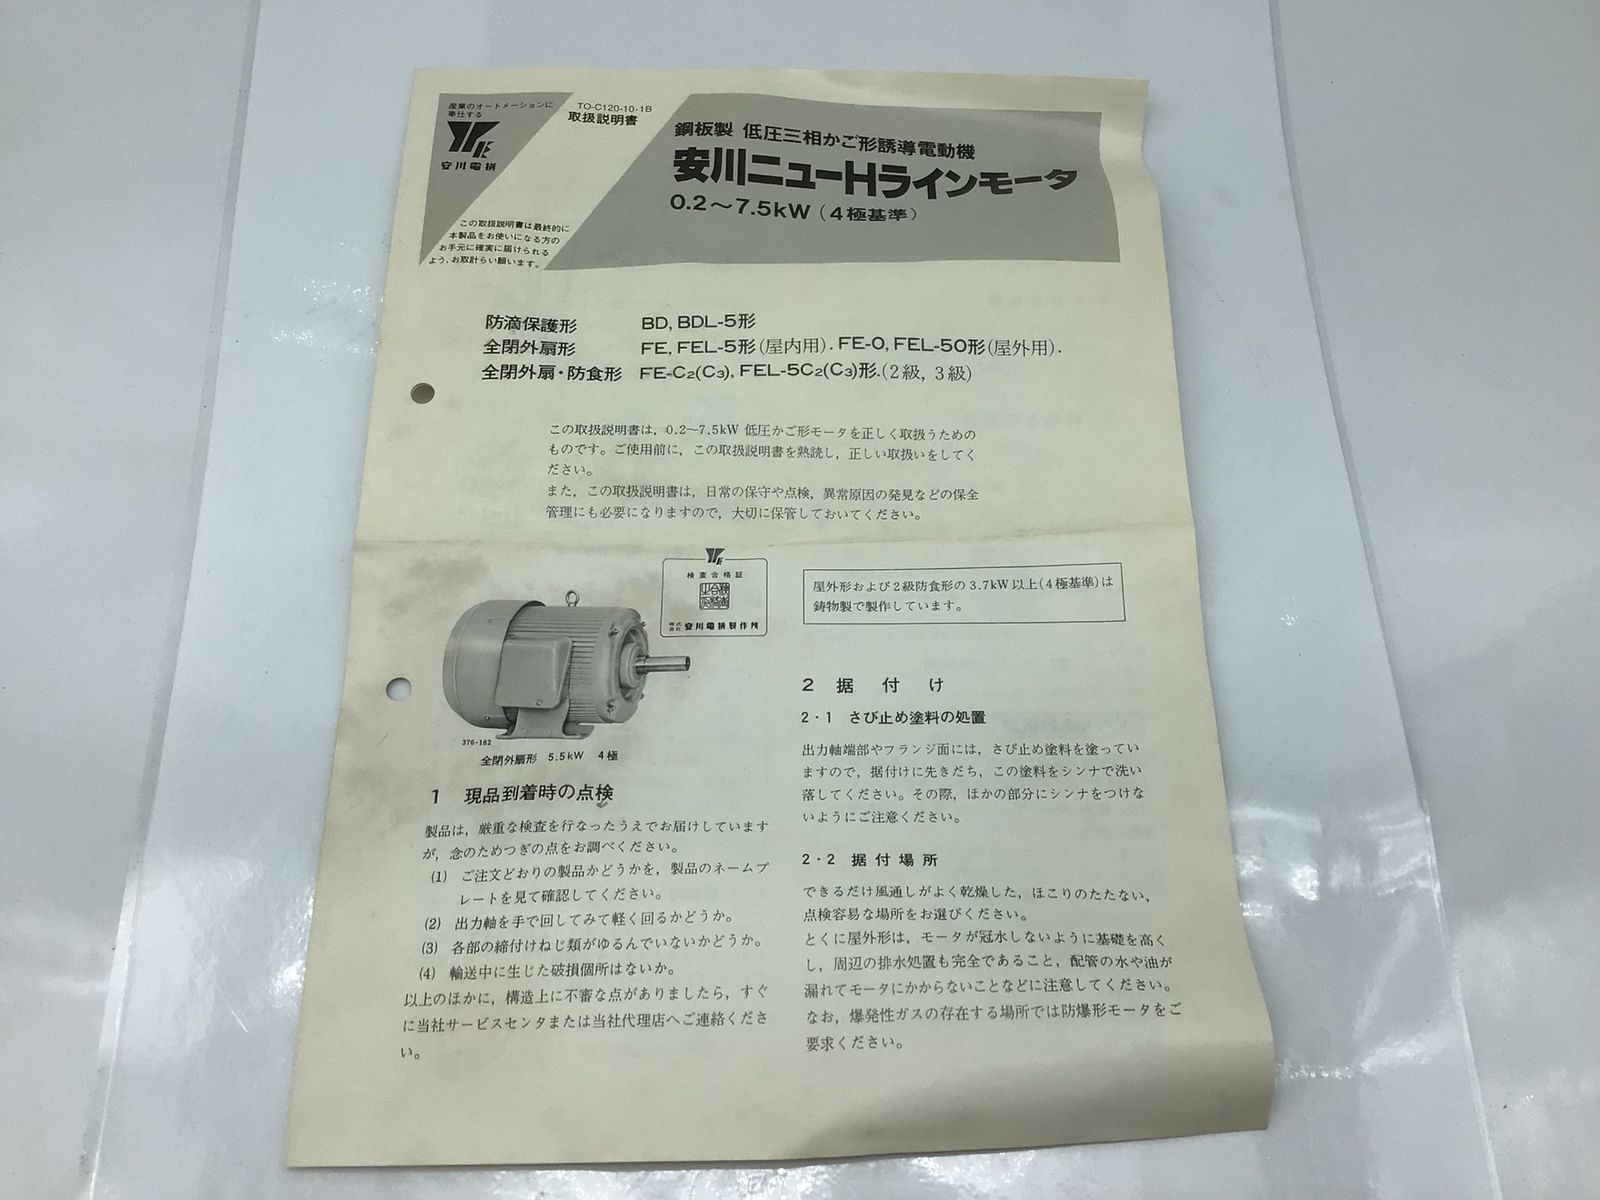 産業のオートメーションに
奉仕する
安川電機
TO-C120-10・1B
取扱説明書
この取扱説明書は最終的に
本製品をお使いになる方の
お手元に確実に届けられる
よう，お取計らい願います。
鋼板製 低圧三相かご形誘導電動機
安川ニューHラインモータ
0.2～7.5kW（4極基準）
防滴保護形 BD, BDL-5形
全閉外扇形 FE, FEL-5形(屋内用). FE-O, FEL-5O形(屋外用).
全閉外扇・防食形 FE-C₂(C₃), FEL-5C₂(C₃)形.(2級, 3級)
この取扱説明書は，0.2～7.5kW 低圧かご形モータを正しく取扱うための
ものです。ご使用前に，この取扱説明書を熟読し，正しい取扱いをしてく
ださい。
また，この取扱説明書は，日常の保守や点検，異常原因の発見などの保全
管理にも必要になりますので，大切に保管しておいてください。
検査合格証
株式会社 安川電機製作所
376-162
全閉外扇形 5.5kW 4極
1 現品到着時の点検
製品は，厳重な検査を行なったうえでお届けしています
が，念のためつぎの点をお調べください。
(1) ご注文どおりの製品かどうかを，製品のネームプ
レートを見て確認してください。
(2) 出力軸を手で回してみて軽く回るかどうか。
(3) 各部の締付けねじ類がゆるんでいないかどうか。
(4) 輸送中に生じた破損個所はないか。
以上のほかに，構造上に不審な点がありましたら，すぐ
に当社サービスセンタまたは当社代理店へご連絡くださ
い。
屋外形および2級防食形の3.7kW以上(4極基準)は
鋳物製で製作しています。
2 据 付 け
2・1 さび止め塗料の処置
出力軸端部やフランジ面には，さび止め塗料を塗ってい
ますので，据付けに先きだち，この塗料をシンナで洗い
落してください。その際，ほかの部分にシンナをつけな
いようにご注意ください。
2・2 据付場所
できるだけ風通しがよく乾燥した，ほこりのたたない，
点検容易な場所をお選びください。
とくに屋外形は，モータが冠水しないように基礎を高く
し，周辺の排水処置も完全であること，配管の水や油が
漏れてモータにかからないことなどに注意してください。
なお，爆発性ガスの存在する場所では防爆形モータをご
要求ください。